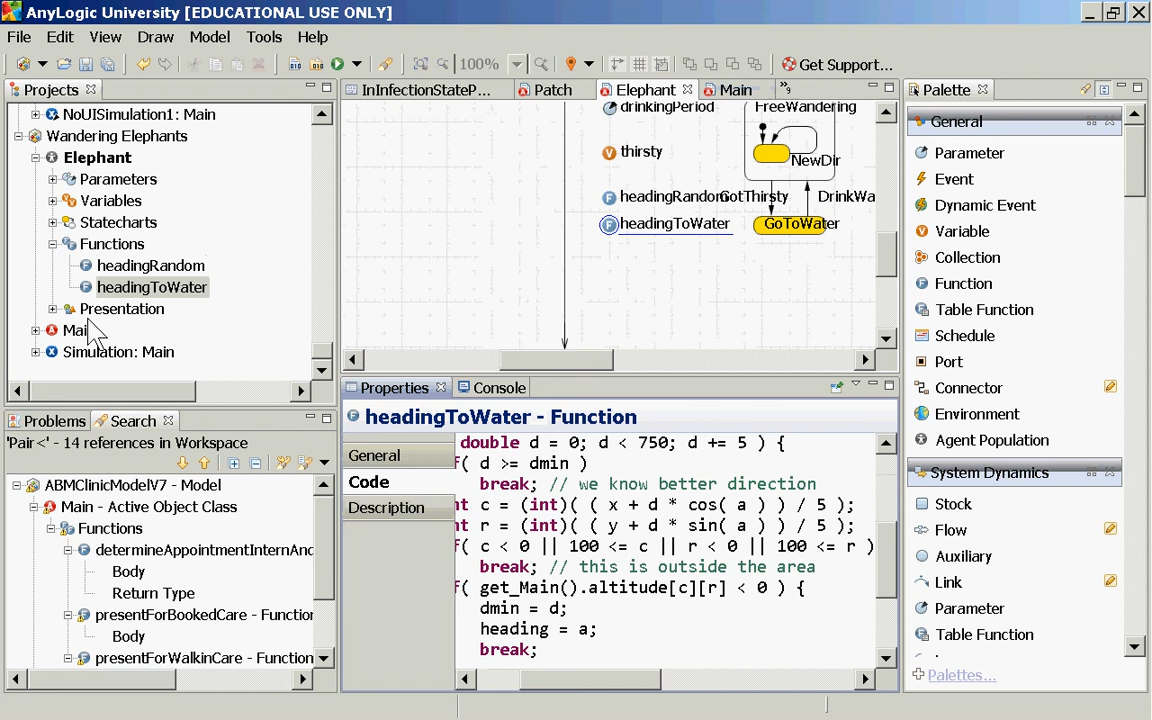 AnyLogic University [EDUCATIONAL USE ONLY]
File Edit View Draw Model Tools Help
100% Get Support...
Projects
NoUISimulation1: Main
Wandering Elephants
Elephant
Parameters
Variables
Statecharts
Functions
headingRandom
headingToWater
Presentation
Mai
Simulation: Main
Problems Search
'Pair<' - 14 references in Workspace
ABMClinicModelV7 - Model
Main - Active Object Class
Functions
determineAppointmentInternAnd
Body
Return Type
presentForBookedCare - Function
Body
presentForWalkinCare - Function
InInfectionStateP... Patch Elephant Main »9
drinkingPeriod FreeWandering
thirsty NewDir
headingRandom GotThirsty DrinkWa
headingToWater GoToWater
Properties Console
headingToWater - Function
General
Code
Description
double d = 0; d < 750; d += 5 ) {
f( d >= dmin )
break; // we know better direction
nt c = (int)( ( x + d * cos( a ) ) / 5 );
nt r = (int)( ( y + d * sin( a ) ) / 5 );
f( c < 0 || 100 <= c || r < 0 || 100 <= r )
break; // this is outside the area
f( get_Main().altitude[c][r] < 0 ) {
dmin = d;
heading = a;
break;
Palette
General
Parameter
Event
Dynamic Event
Variable
Collection
Function
Table Function
Schedule
Port
Connector
Environment
Agent Population
System Dynamics
Stock
Flow
Auxiliary
Link
Parameter
Table Function
Palettes...